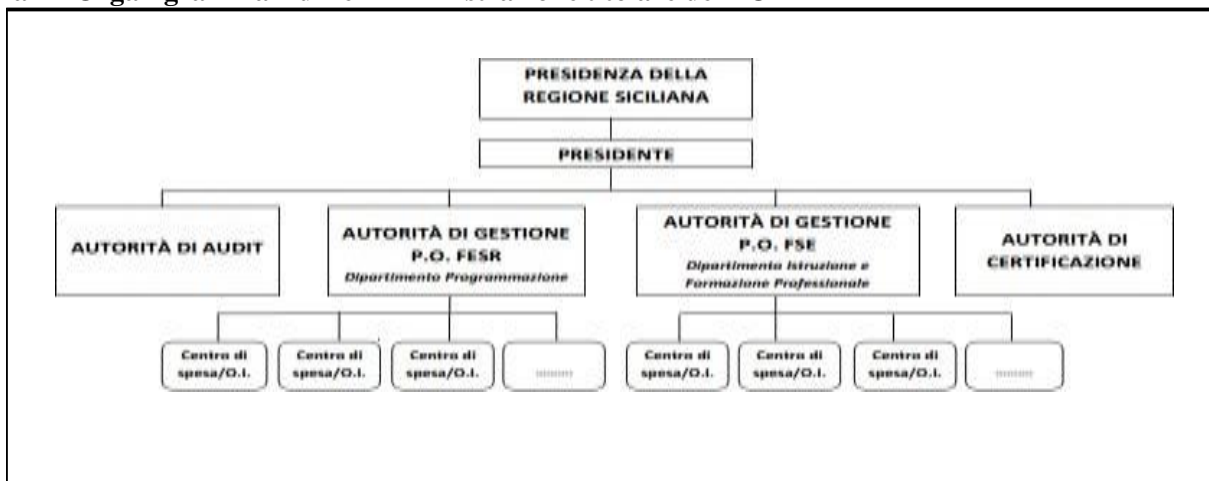 PRESIDENZA DELLA
REGIONE SICILIANA
PRESIDENTE
AUTORITÀ DI AUDIT
AUTORITÀ DI GESTIONE
P.O. FESR
Dipartimento Programmazione
AUTORITÀ DI GESTIONE
P.O. FSE
Dipartimento Istruzione e
Formazione Professionale
AUTORITÀ DI
CERTIFICAZIONE
Centro di
spesa/O.I.
Centro di
spesa/O.I.
Centro di
spesa/O.I.
..........
Centro di
spesa/O.I.
Centro di
spesa/O.I.
Centro di
spesa/O.I.
..........